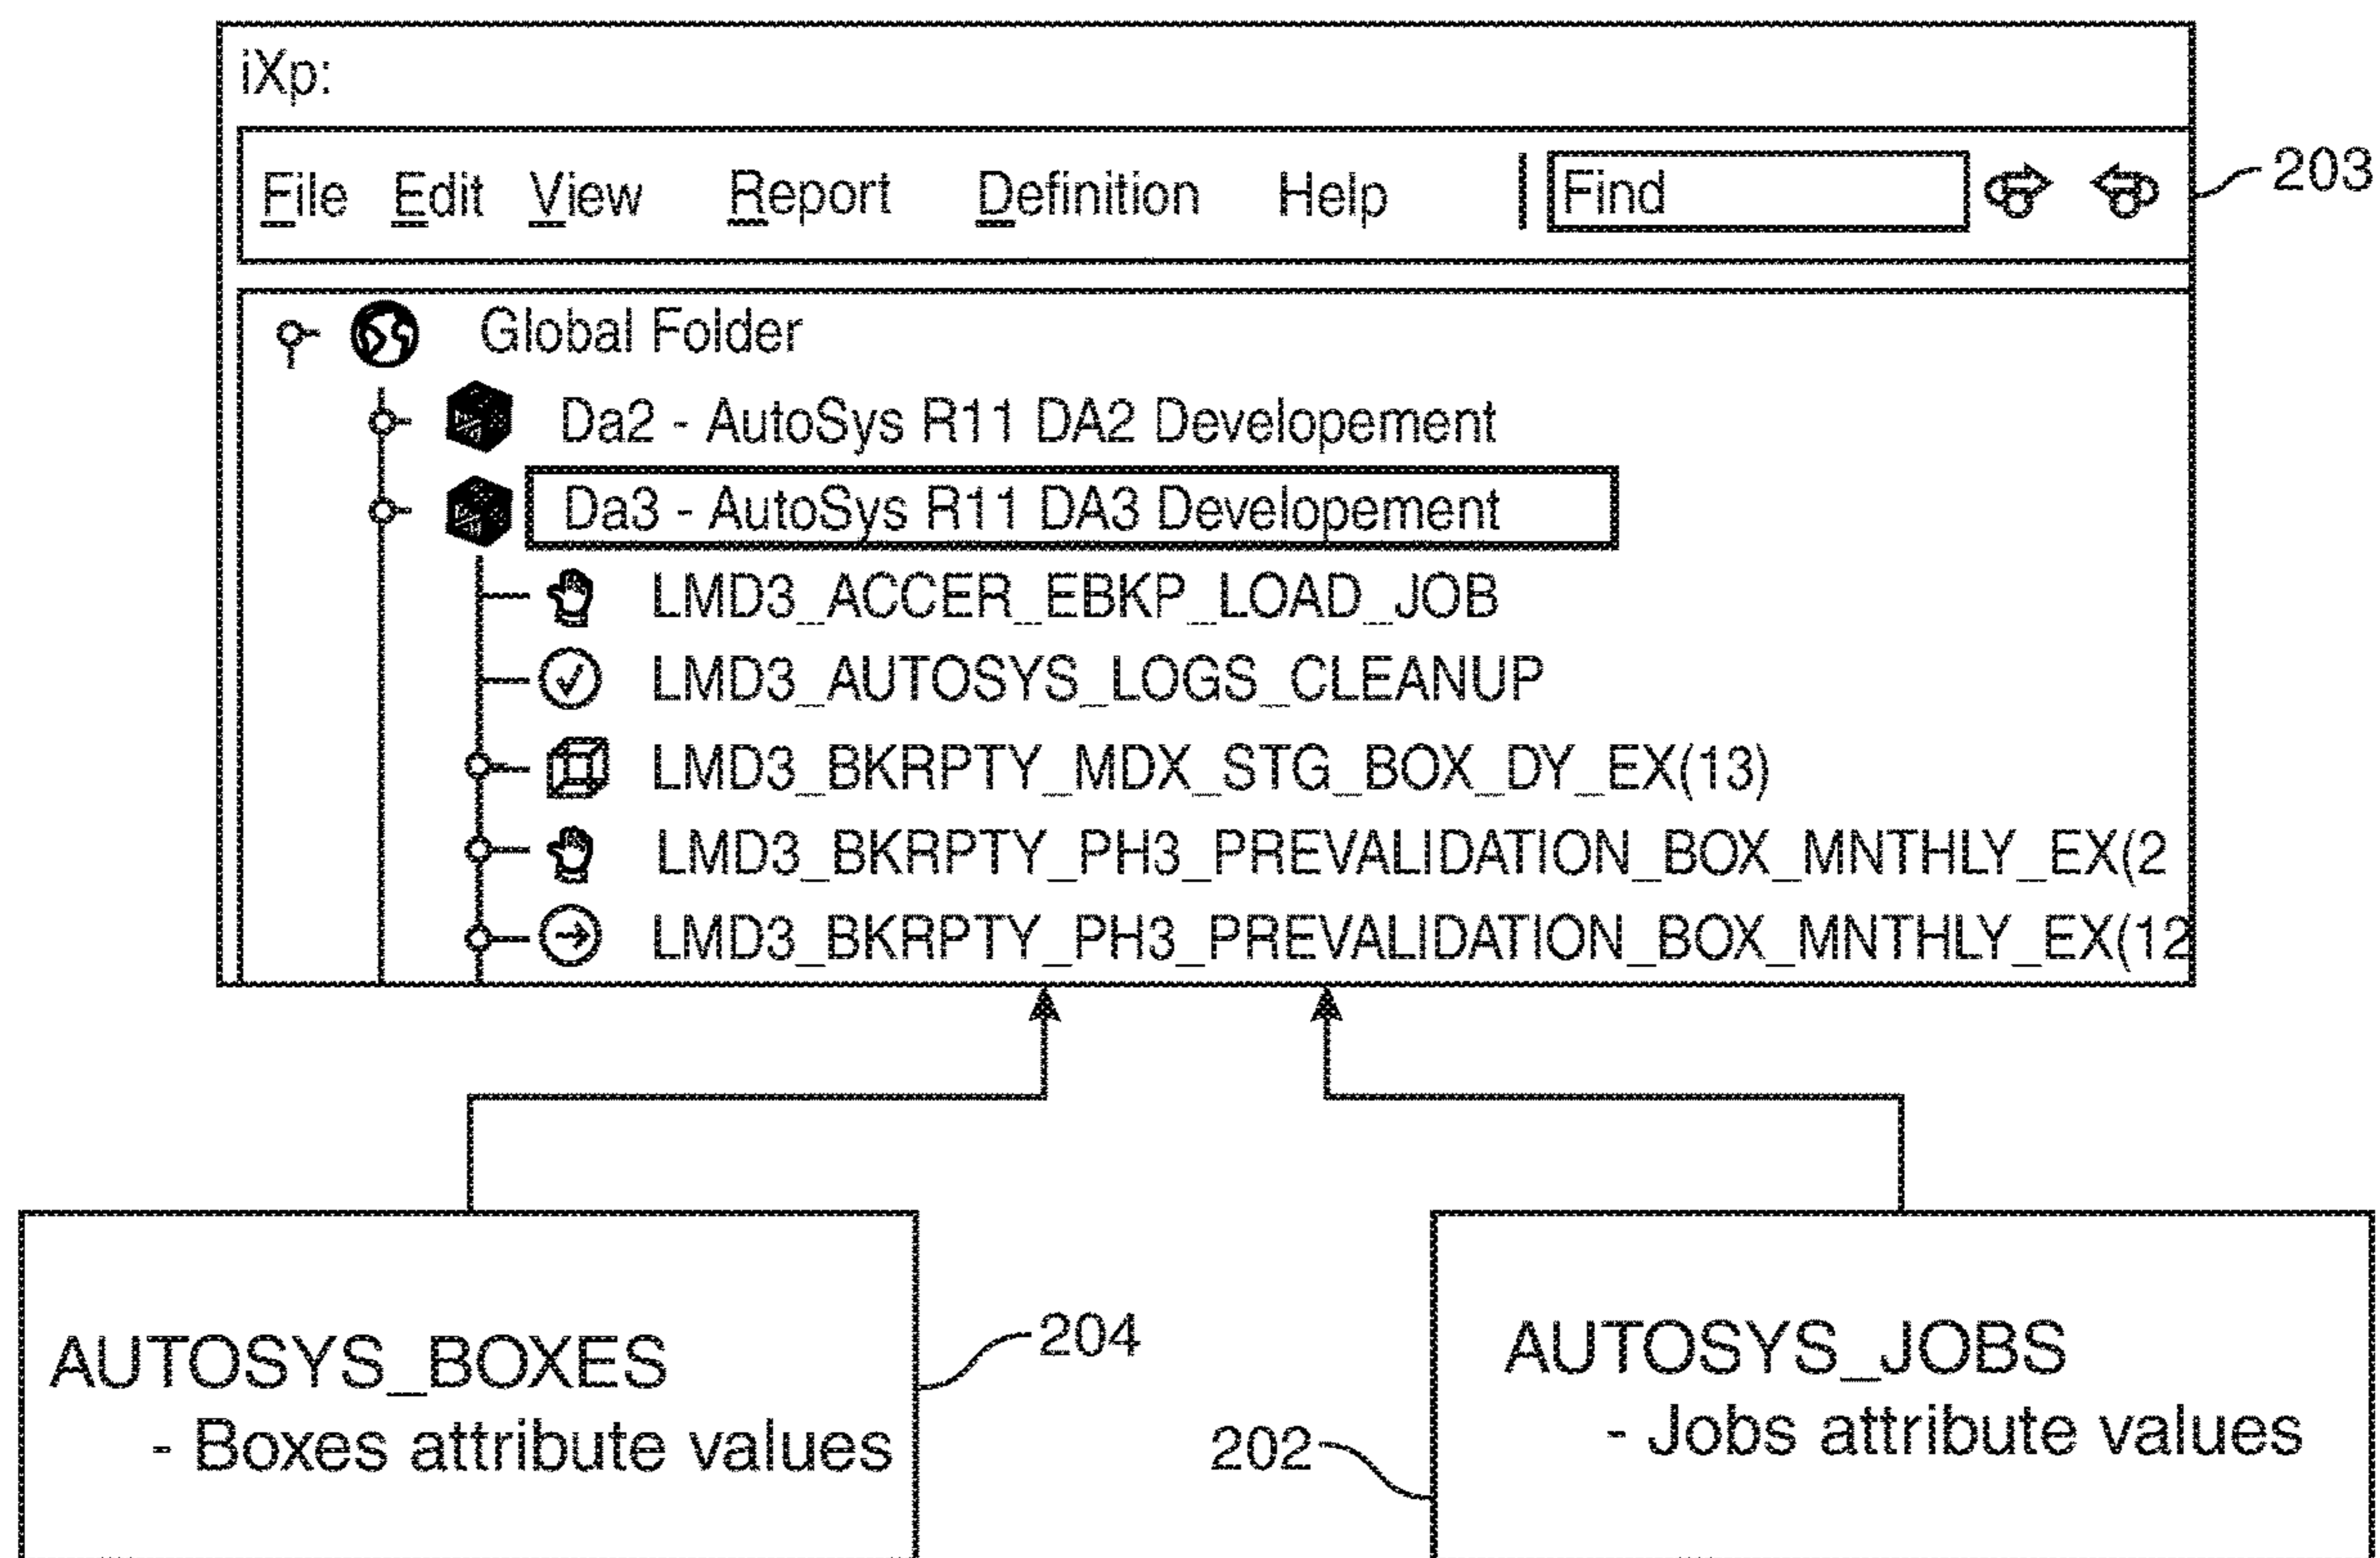 iXp:
File Edit View Report Definition Help Find
203
Global Folder
Da2 - AutoSys R11 DA2 Developement
Da3 - AutoSys R11 DA3 Developement
LMD3_ACCER_EBKP_LOAD_JOB
LMD3_AUTOSYS_LOGS_CLEANUP
LMD3_BKRPTY_MDX_STG_BOX_DY_EX(13)
LMD3_BKRPTY_PH3_PREVALIDATION_BOX_MNTHLY_EX(2
LMD3_BKRPTY_PH3_PREVALIDATION_BOX_MNTHLY_EX(12
AUTOSYS_BOXES
- Boxes attribute values
204
AUTOSYS_JOBS
- Jobs attribute values
202